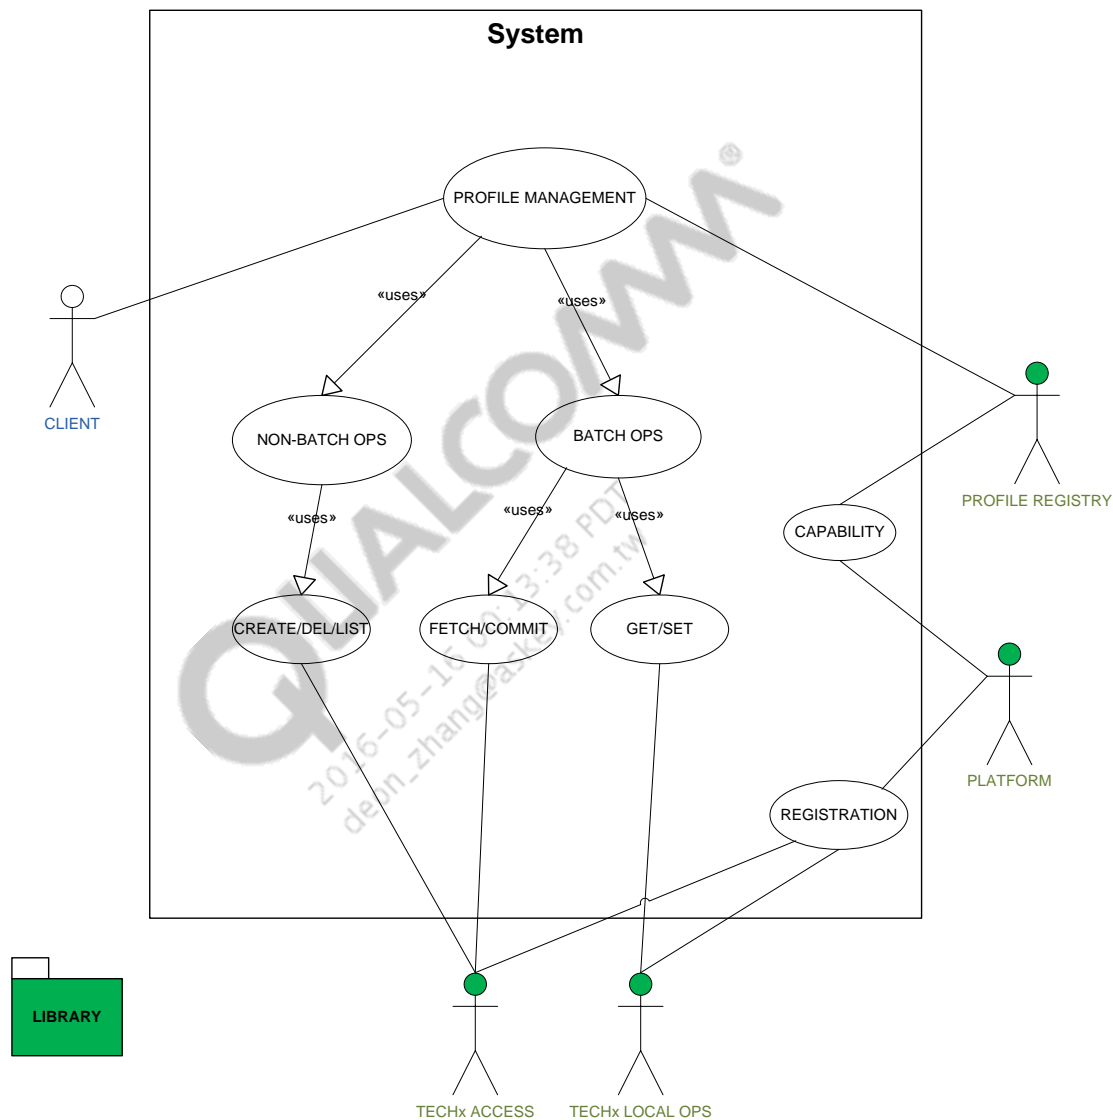 System
PROFILE MANAGEMENT
«uses»
«uses»
CLIENT
NON-BATCH OPS
BATCH OPS
PROFILE REGISTRY
«uses»
«uses»
«uses»
CAPABILITY
CREATE/DEL/LIST
FETCH/COMMIT
GET/SET
PLATFORM
REGISTRATION
LIBRARY
TECHx ACCESS
TECHx LOCAL OPS
QUALCOMM®
2016-05-16 00:13:38 PDT
deon_zhang@askey.com.tw